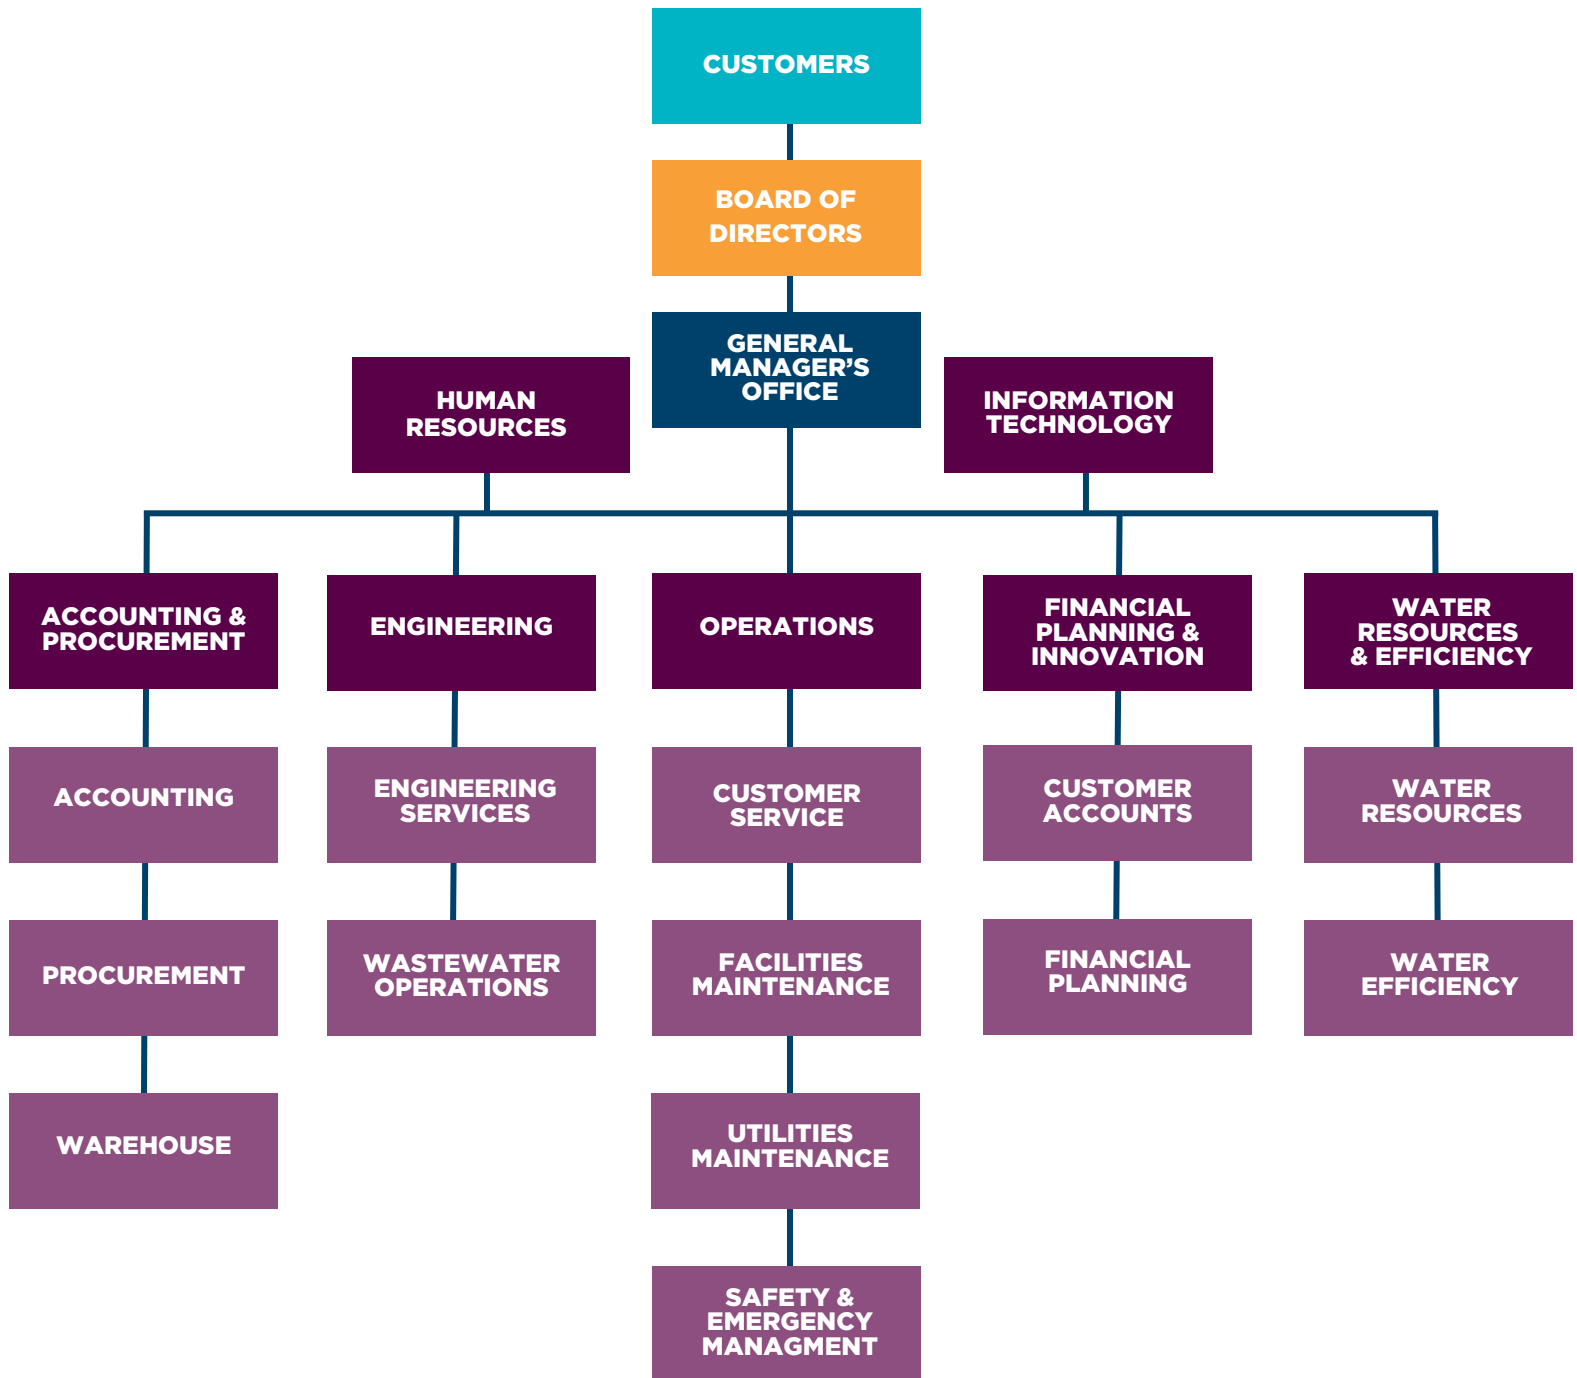 CUSTOMERS
BOARD OF
DIRECTORS
GENERAL
MANAGER’S
OFFICE
HUMAN
RESOURCES
INFORMATION
TECHNOLOGY
ACCOUNTING &
PROCUREMENT
ENGINEERING
OPERATIONS
FINANCIAL
PLANNING &
INNOVATION
WATER
RESOURCES
& EFFICIENCY
ACCOUNTING
ENGINEERING
SERVICES
CUSTOMER
SERVICE
CUSTOMER
ACCOUNTS
WATER
RESOURCES
PROCUREMENT
WASTEWATER
OPERATIONS
FACILITIES
MAINTENANCE
FINANCIAL
PLANNING
WATER
EFFICIENCY
WAREHOUSE
UTILITIES
MAINTENANCE
SAFETY &
EMERGENCY
MANAGMENT